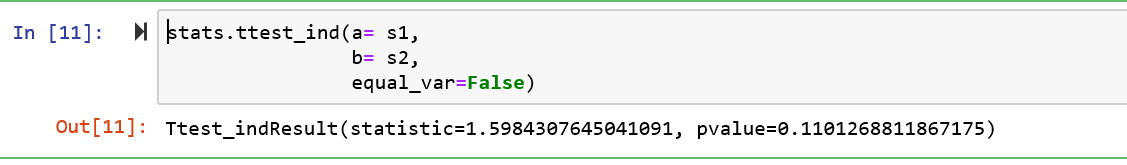 In [11]: stats.ttest_ind(a= s1,
b= s2,
equal_var=False)
Out[11]: Ttest_indResult(statistic=1.5984307645041091, pvalue=0.1101268811867175)